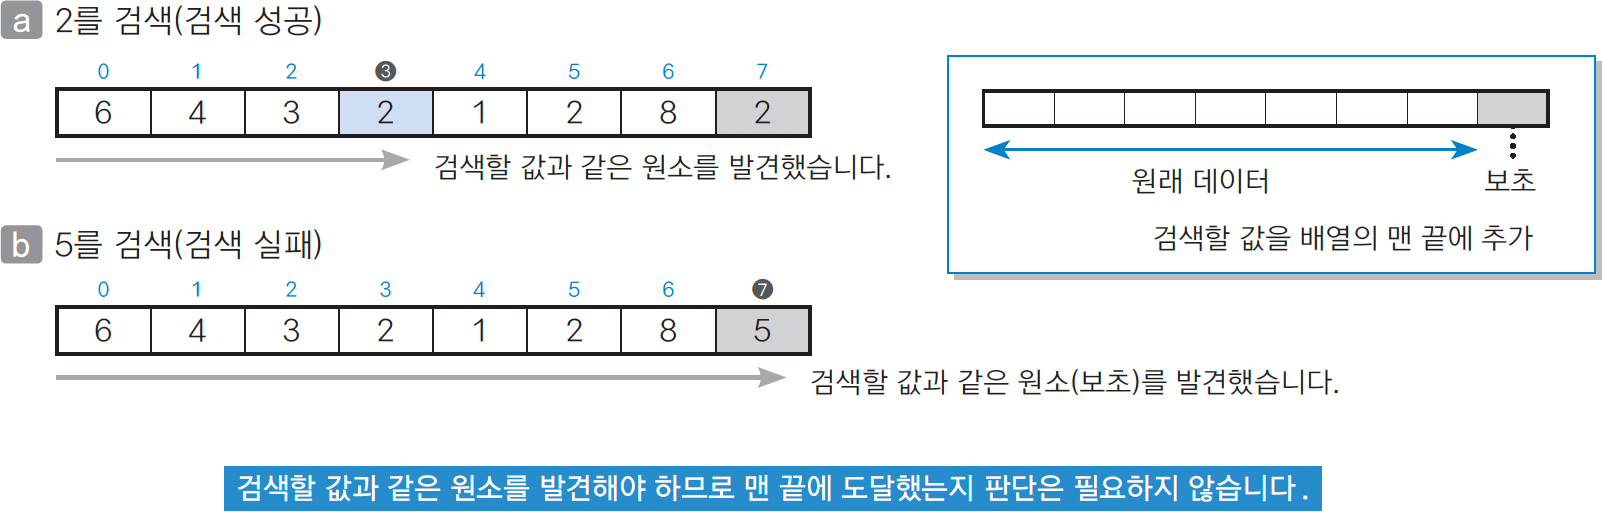 a 2를 검색(검색 성공)
0 1 2 3 4 5 6 7
6 4 3 2 1 2 8 2
검색할 값과 같은 원소를 발견했습니다.
원래 데이터 보초
검색할 값을 배열의 맨 끝에 추가
b 5를 검색(검색 실패)
0 1 2 3 4 5 6 7
6 4 3 2 1 2 8 5
검색할 값과 같은 원소(보초)를 발견했습니다.
검색할 값과 같은 원소를 발견해야 하므로 맨 끝에 도달했는지 판단은 필요하지 않습니다.